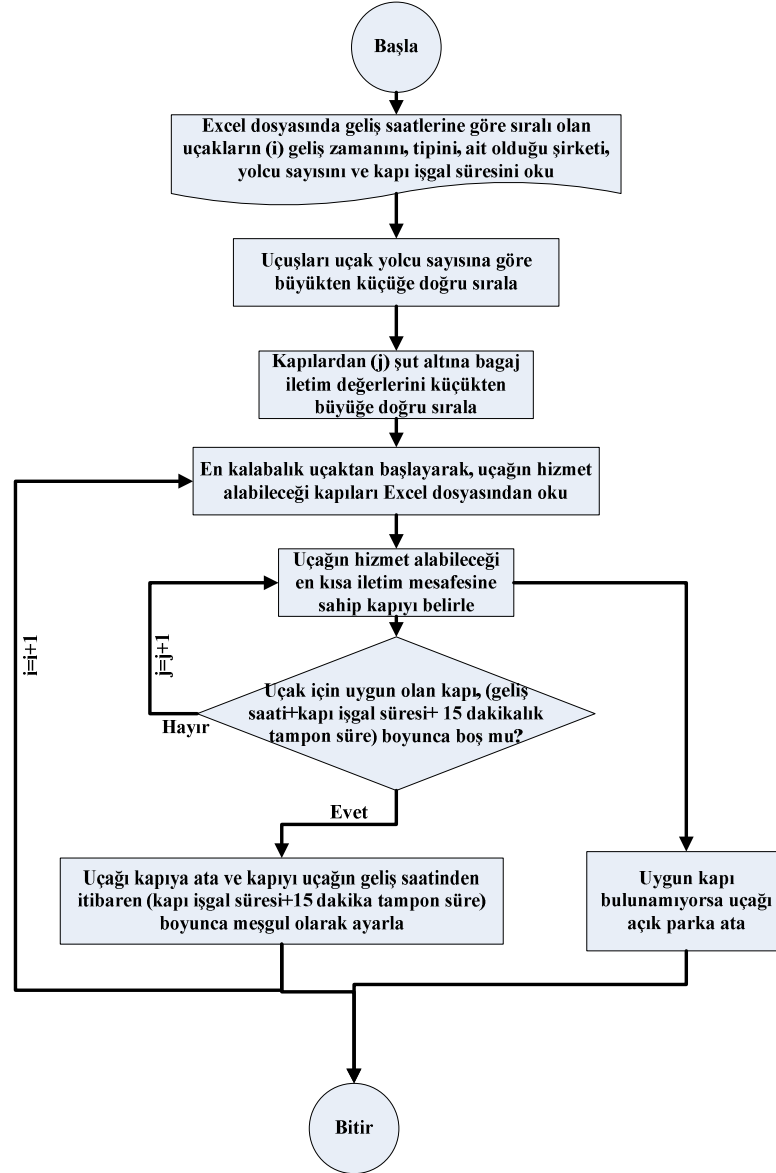 Başla
Excel dosyasında geliş saatlerine göre sıralı olan
uçakların (i) geliş zamanını, tipini, ait olduğu şirketi,
yolcu sayısını ve kapı işgal süresini oku
Uçuşları uçak yolcu sayısına göre
büyükten küçüğe doğru sırala
Kapılardan (j) şut altına bagaj
iletim değerlerini küçükten
büyüğe doğru sırala
En kalabalık uçaktan başlayarak, uçağın hizmet
alabileceği kapıları Excel dosyasından oku
Uçağın hizmet alabileceği
en kısa iletim mesafesine
sahip kapıyı belirle
i=i+1
j=j+1
Uçak için uygun olan kapı, (geliş
saati+kapı işgal süresi+ 15 dakikalık
tampon süre) boyunca boş mu?
Hayır
Evet
Uçağı kapıya ata ve kapıyı uçağın geliş saatinden
itibaren (kapı işgal süresi+15 dakika tampon süre)
boyunca meşgul olarak ayarla
Uygun kapı
bulunamıyorsa uçağı
açık parka ata
Bitir